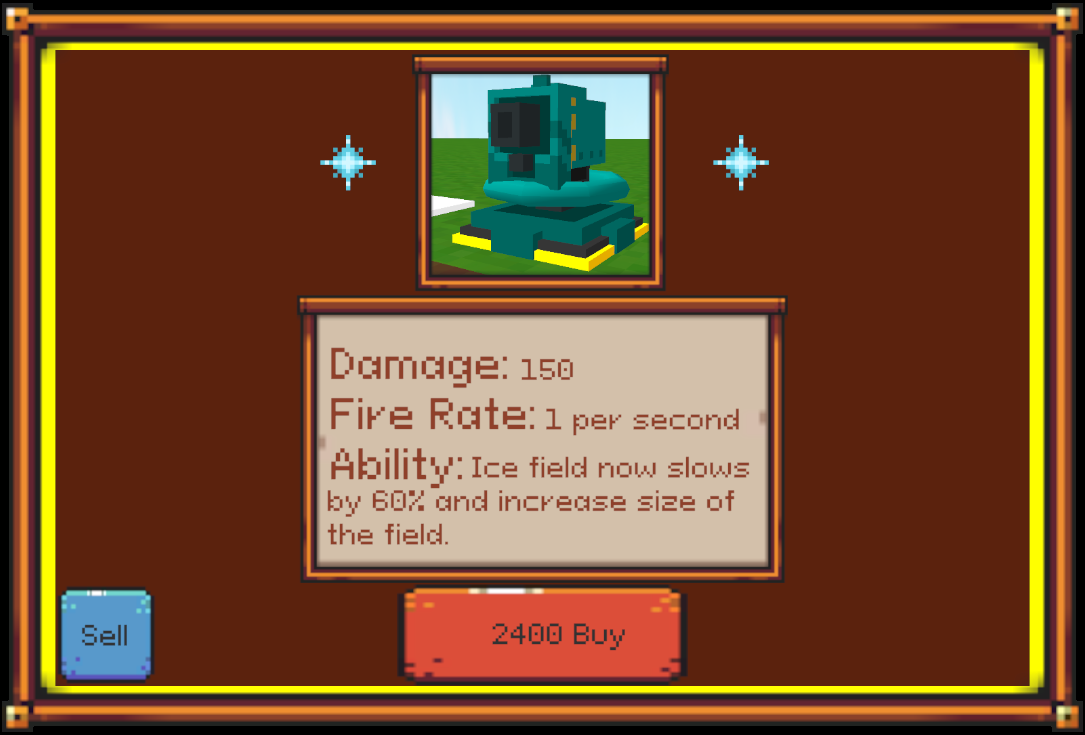 Damage: 150
Fire Rate: 1 per second
Ability: Ice field now slows
by 60% and increase size of
the field.
Sell
2400 Buy